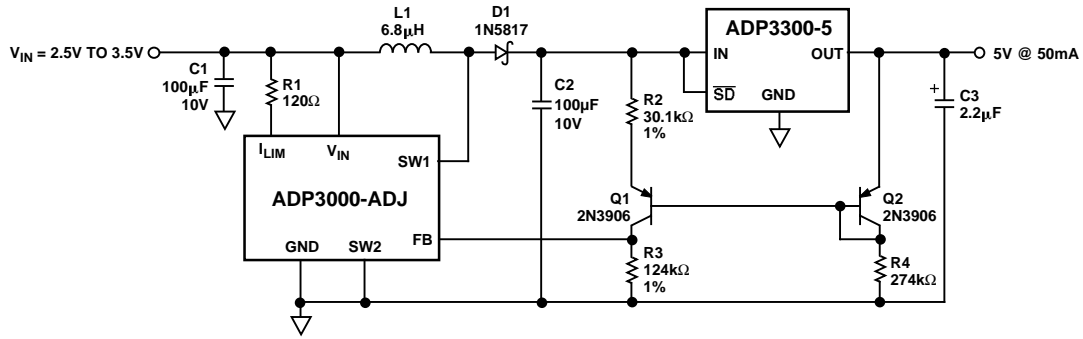 V_IN = 2.5V TO 3.5V
C1
100µF
10V
R1
120Ω
L1
6.8µH
D1
1N5817
C2
100µF
10V
R2
30.1kΩ
1%
ADP3300-5
IN
OUT
SD
GND
5V @ 50mA
+
C3
2.2µF
I_LIM
V_IN
SW1
ADP3000-ADJ
GND
SW2
FB
Q1
2N3906
Q2
2N3906
R3
124kΩ
1%
R4
274kΩ